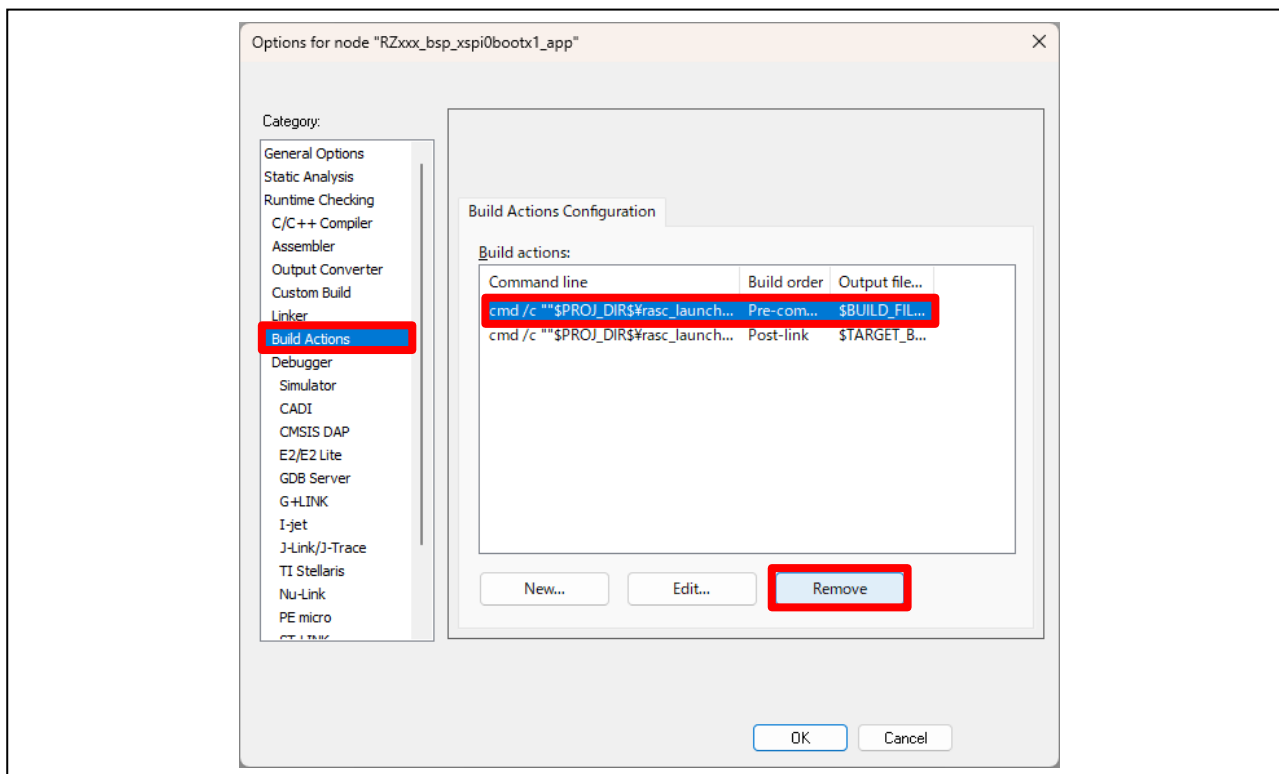 Options for node "RZxxx_bsp_xspi0bootx1_app"
Category:
General Options
Static Analysis
Runtime Checking
C/C++ Compiler
Assembler
Output Converter
Custom Build
Linker
Build Actions
Debugger
Simulator
CADI
CMSIS DAP
E2/E2 Lite
GDB Server
G+LINK
I-jet
J-Link/J-Trace
TI Stellaris
Nu-Link
PE micro
ST-LINK
Build Actions Configuration
Build actions:
Command line Build order Output file...
cmd /c ""$PROJ_DIR$¥rasc_launch... Pre-com... $BUILD_FIL...
cmd /c ""$PROJ_DIR$¥rasc_launch... Post-link $TARGET_B...
New... Edit... Remove
OK Cancel